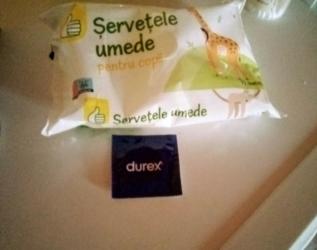 Șervețele
umede
pentru copii
Șervețele umede
durex